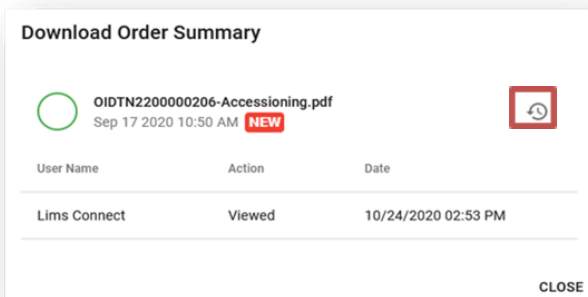 Download Order Summary
OIDTN2200000206-Accessioning.pdf
Sep 17 2020 10:50 AM NEW
User Name Action Date
Lims Connect Viewed 10/24/2020 02:53 PM
CLOSE